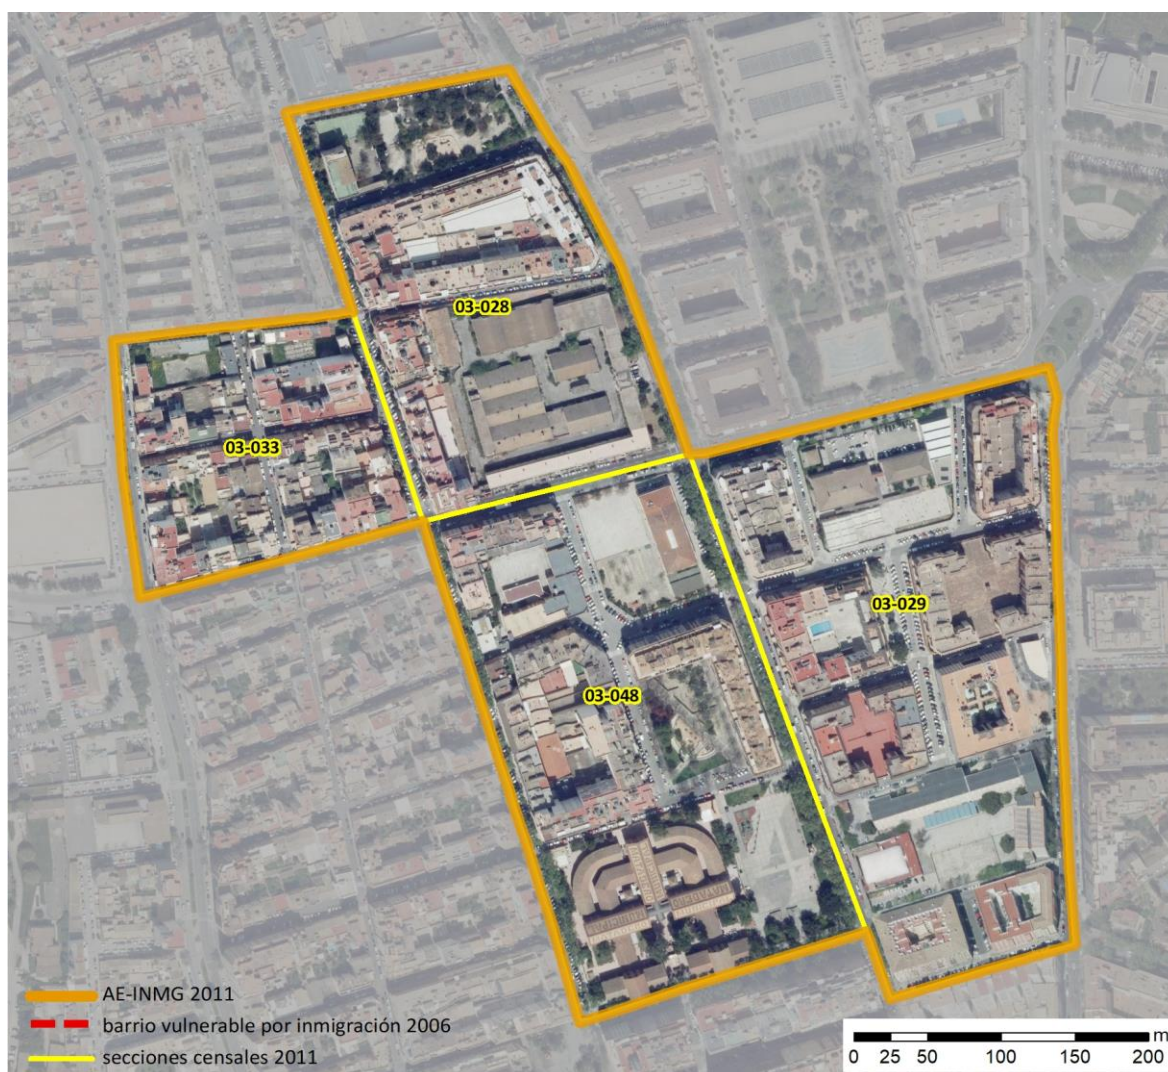 03-028
03-033
03-029
03-048
AE-INMG 2011
barrio vulnerable por inmigración 2006
secciones censales 2011
m
0 25 50 100 150 200